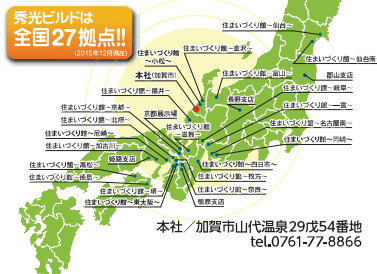 秀光ビルドは
全国27拠点!!
(2015年12月現在)
住まいづくり館〜金沢〜
住まいづくり館
〜小松〜
本社(加賀市)
住まいづくり館〜福井〜
住まいづくり館〜京都〜
京都展示場
住まいづくり館〜北摂〜
住まいづくり館
〜滋賀〜
住まいづくり館〜尼崎〜
住まいづくり館〜加古川〜
姫路支店
住まいづくり館〜高松〜
住まいづくり館〜徳島〜
住まいづくり館〜堺〜
住まいづくり館〜東大阪〜
住まいづくり館〜仙台〜
住まいづくり館〜仙台南
郡山支店
住まいづくり館〜富山〜
長野支店
住まいづくり館〜岐阜〜
住まいづくり館〜一宮〜
住まいづくり館〜名古屋南〜
住まいづくり館〜岡崎〜
住まいづくり館〜四日市〜
住まいづくり館〜枚方〜
住まいづくり館〜奈良〜
橿原支店
本社/加賀市山代温泉29戊54番地
tel.0761-77-8866